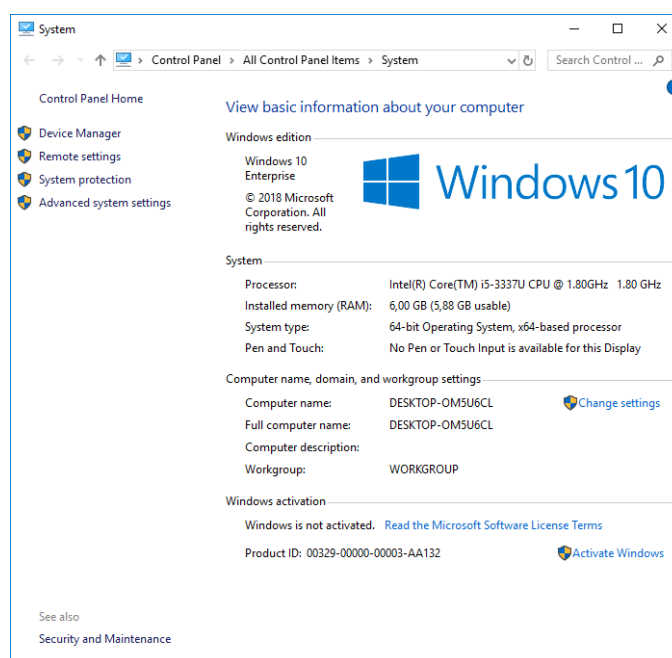 System
Control Panel > All Control Panel Items > System
Search Control ...
Control Panel Home
Device Manager
Remote settings
System protection
Advanced system settings
View basic information about your computer
Windows edition
Windows 10
Enterprise
© 2018 Microsoft
Corporation. All
rights reserved.
Windows 10
System
Processor: Intel(R) Core(TM) i5-3337U CPU @ 1.80GHz 1.80 GHz
Installed memory (RAM): 6,00 GB (5,88 GB usable)
System type: 64-bit Operating System, x64-based processor
Pen and Touch: No Pen or Touch Input is available for this Display
Computer name, domain, and workgroup settings
Computer name: DESKTOP-OM5U6CL Change settings
Full computer name: DESKTOP-OM5U6CL
Computer description:
Workgroup: WORKGROUP
Windows activation
Windows is not activated. Read the Microsoft Software License Terms
Product ID: 00329-00000-00003-AA132 Activate Windows
See also
Security and Maintenance